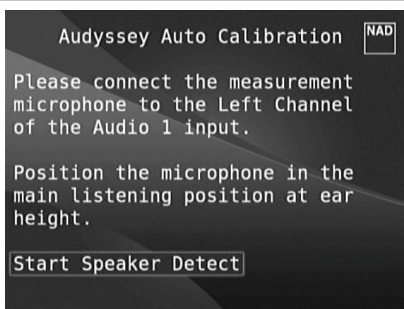 Audyssey Auto Calibration
NAD
Please connect the measurement
microphone to the Left Channel
of the Audio 1 input.
Position the microphone in the
main listening position at ear
height.
Start Speaker Detect